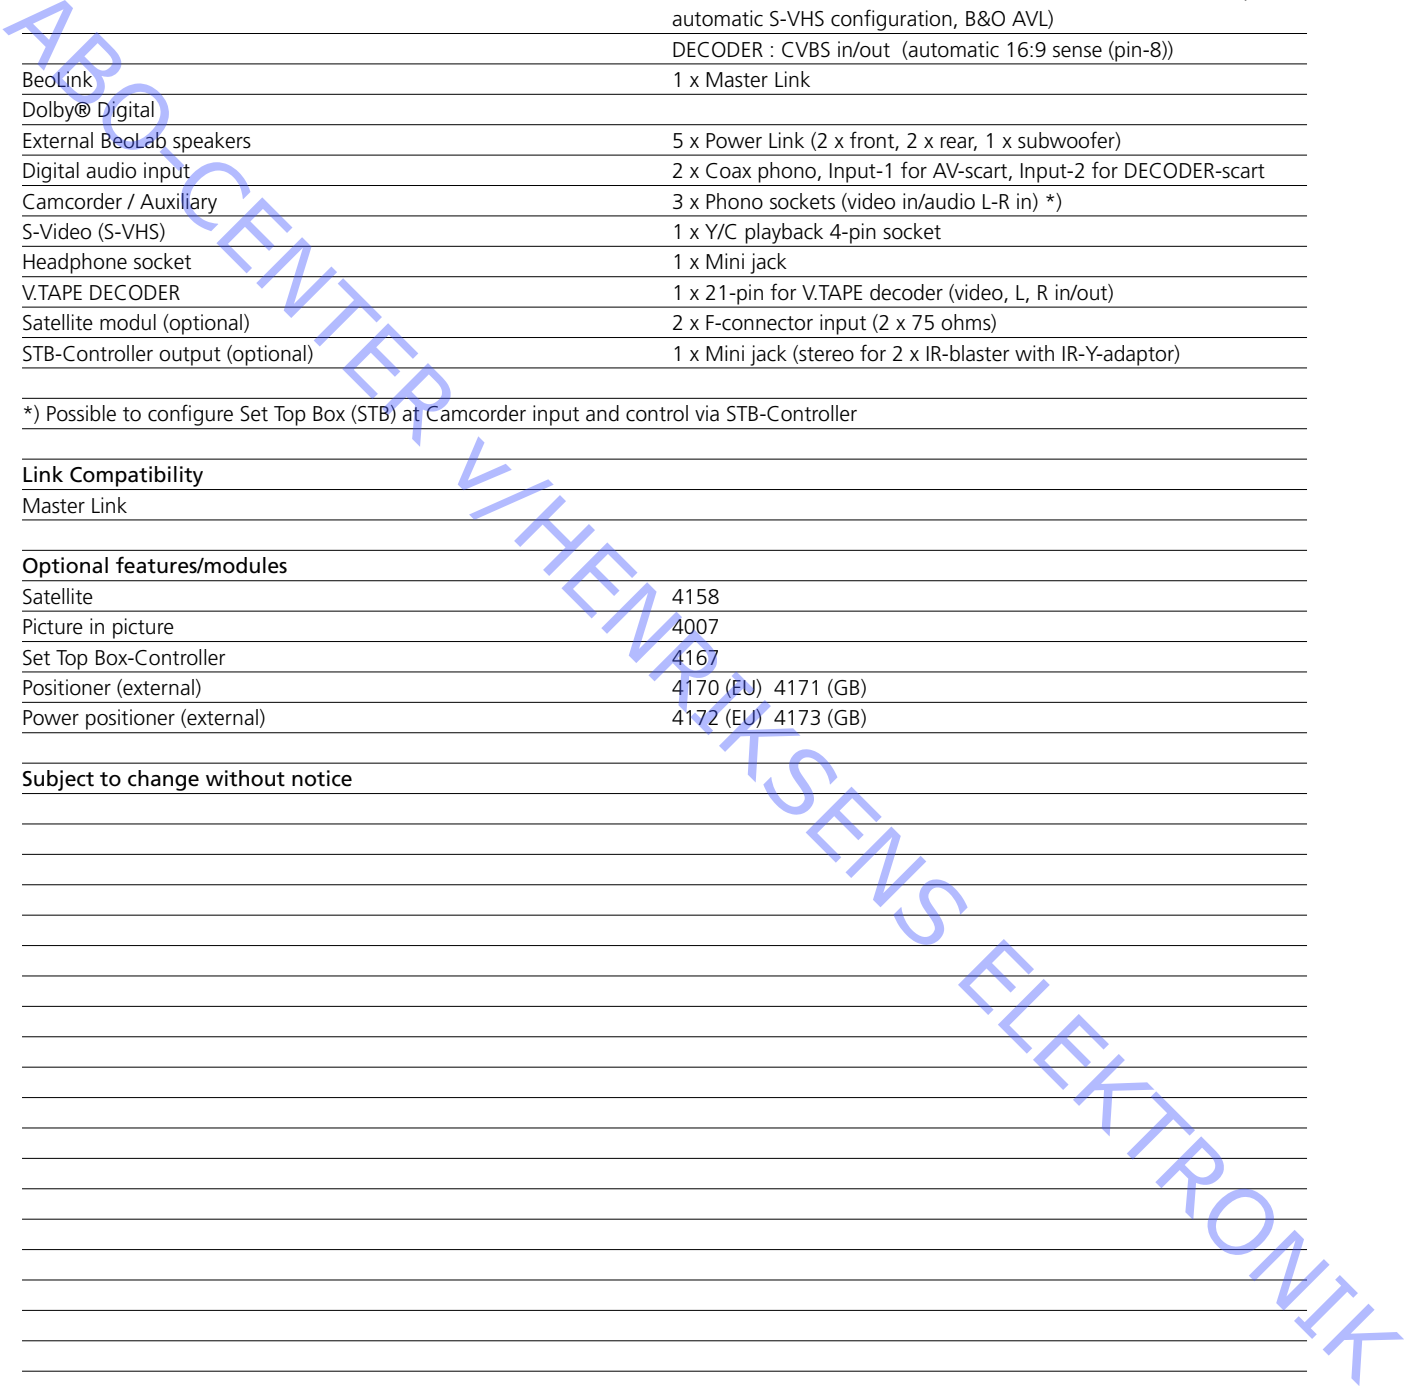 automatic S-VHS configuration, B&O AVL)
DECODER : CVBS in/out (automatic 16:9 sense (pin-8))
BeoLink 1 x Master Link
Dolby® Digital
External BeoLab speakers 5 x Power Link (2 x front, 2 x rear, 1 x subwoofer)
Digital audio input 2 x Coax phono, Input-1 for AV-scart, Input-2 for DECODER-scart
Camcorder / Auxiliary 3 x Phono sockets (video in/audio L-R in) *)
S-Video (S-VHS) 1 x Y/C playback 4-pin socket
Headphone socket 1 x Mini jack
V.TAPE DECODER 1 x 21-pin for V.TAPE decoder (video, L, R in/out)
Satellite modul (optional) 2 x F-connector input (2 x 75 ohms)
STB-Controller output (optional) 1 x Mini jack (stereo for 2 x IR-blaster with IR-Y-adaptor)
*) Possible to configure Set Top Box (STB) at Camcorder input and control via STB-Controller
Link Compatibility
Master Link
Optional features/modules
Satellite 4158
Picture in picture 4007
Set Top Box-Controller 4167
Positioner (external) 4170 (EU) 4171 (GB)
Power positioner (external) 4172 (EU) 4173 (GB)
Subject to change without notice
ABO-CENTER v/HENRIKSENS ELEKTRONIK